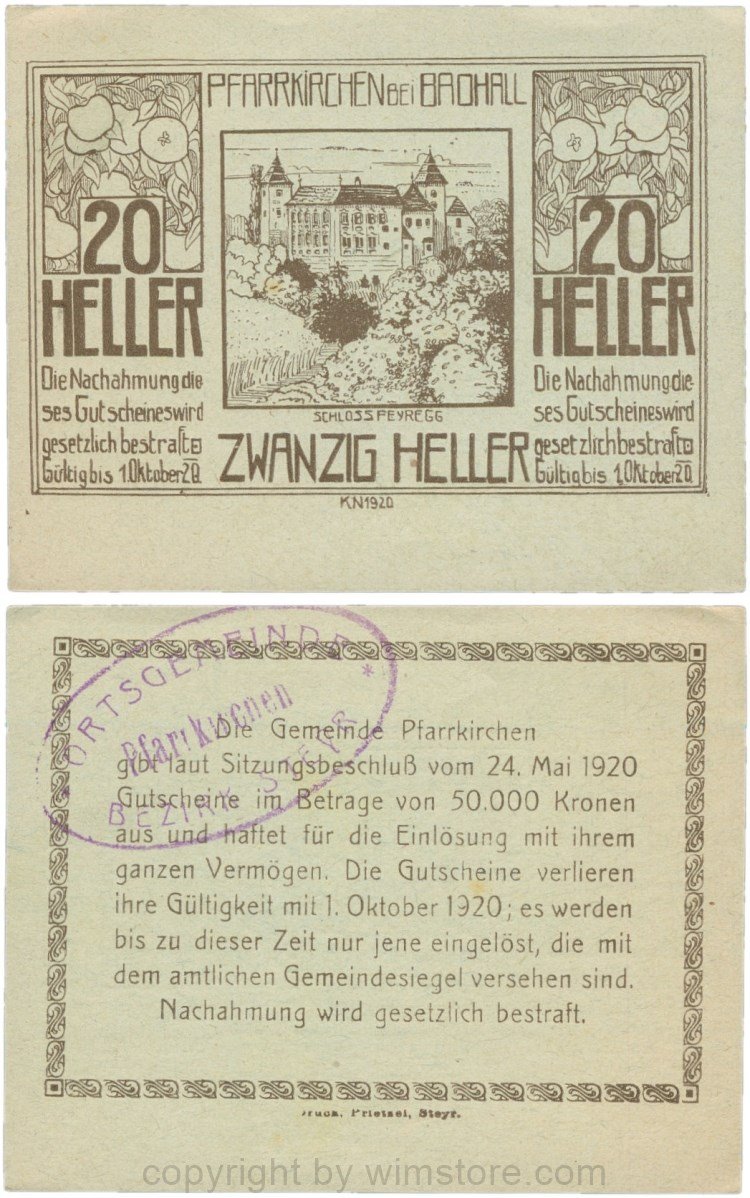 PFARRKIRCHEN BEI BADHALL
20
HELLER
Die Nachahmung die
ses Gutscheines wird
gesetzlich bestraft
Gültig bis 1.Oktober20
SCHLOSS FEYREGG
ZWANZIG HELLER
20
HELLER
Die Nachahmung die-
ses Gutscheines wird
gesetzlich bestraft
Gültig bis 1.Oktober20
KN1920
ORTSGEMEINDE *
Pfarrkirchen
BEZIRK STEYR
Die Gemeinde Pfarrkirchen
gibt laut Sitzungsbeschluß vom 24. Mai 1920
Gutscheine im Betrage von 50.000 Kronen
aus und haftet für die Einlösung mit ihrem
ganzen Vermögen. Die Gutscheine verlieren
ihre Gültigkeit mit 1. Oktober 1920; es werden
bis zu dieser Zeit nur jene eingelöst, die mit
dem amtlichen Gemeindesiegel versehen sind.
Nachahmung wird gesetzlich bestraft.
Druck. Prietzel, Steyr.
copyright by wimstore.com